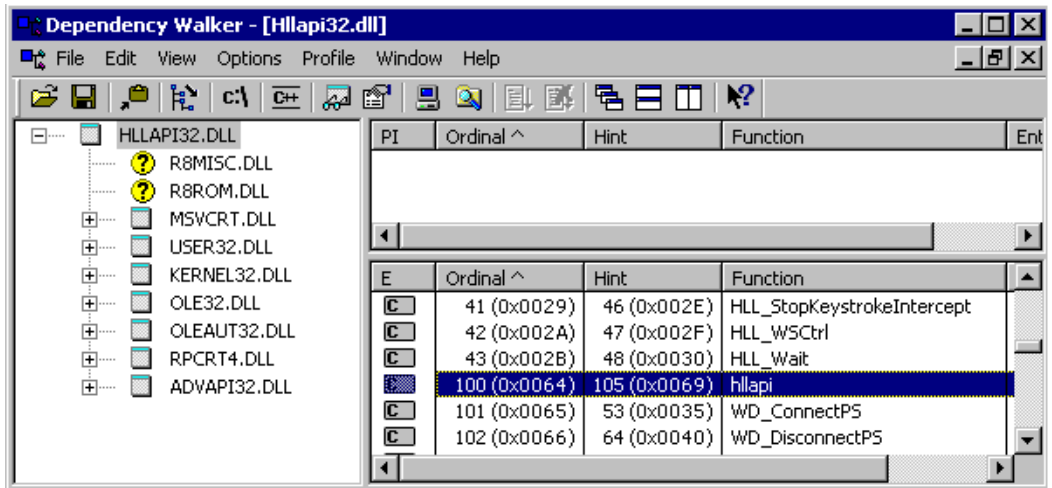 Dependency Walker - [Hllapi32.dll]
File Edit View Options Profile Window Help
c:\ C++
HLLAPI32.DLL
R8MISC.DLL
R8ROM.DLL
MSVCRT.DLL
USER32.DLL
KERNEL32.DLL
OLE32.DLL
OLEAUT32.DLL
RPCRT4.DLL
ADVAPI32.DLL
PI Ordinal ^ Hint Function Ent
E Ordinal ^ Hint Function
C 41 (0x0029) 46 (0x002E) HLL_StopKeystrokeIntercept
C 42 (0x002A) 47 (0x002F) HLL_WSCtrl
C 43 (0x002B) 48 (0x0030) HLL_Wait
C 100 (0x0064) 105 (0x0069) hllapi
C 101 (0x0065) 53 (0x0035) WD_ConnectPS
C 102 (0x0066) 64 (0x0040) WD_DisconnectPS